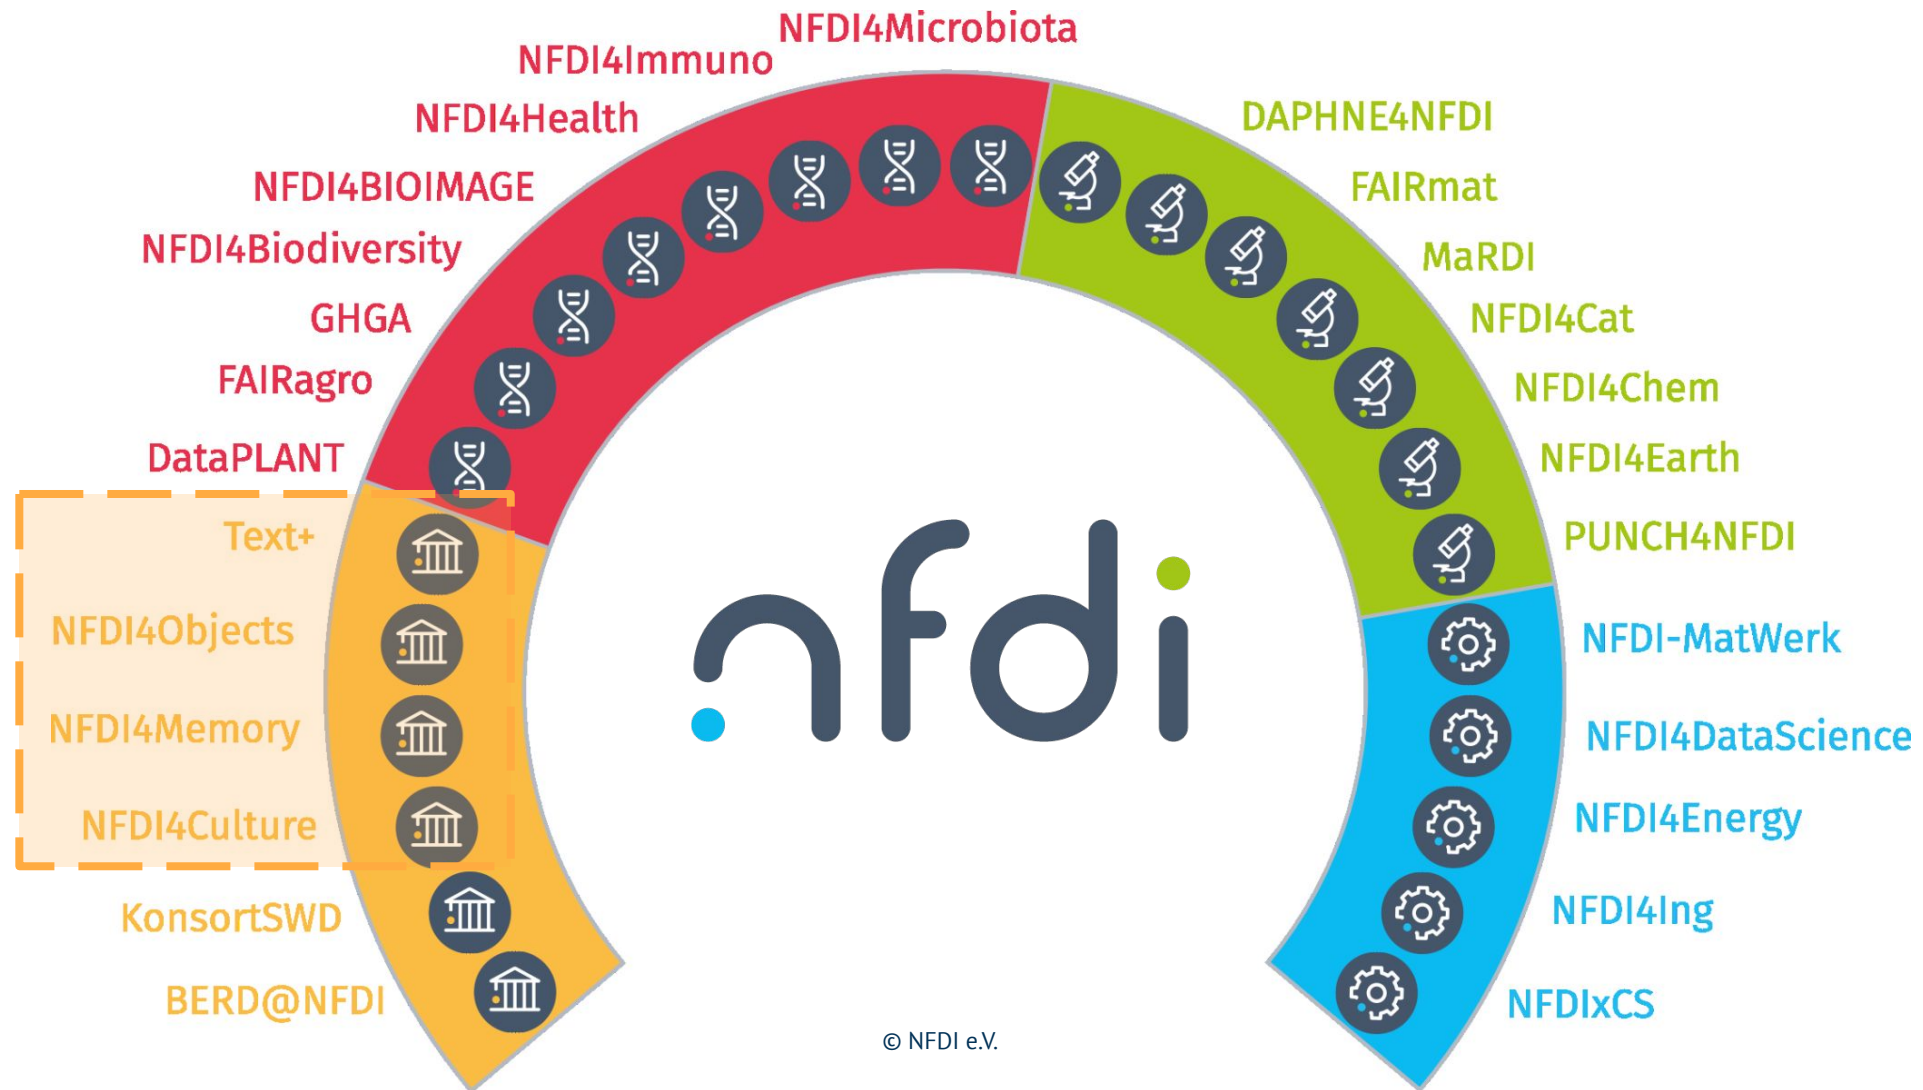 NFDI4Microbiota
NFDI4Immuno
NFDI4Health
NFDI4BIOIMAGE
NFDI4Biodiversity
GHGA
FAIRagro
DataPLANT
Text+
NFDI4Objects
NFDI4Memory
NFDI4Culture
KonsortSWD
BERD@NFDI
DAPHNE4NFDI
FAIRmat
MaRDI
NFDI4Cat
NFDI4Chem
NFDI4Earth
PUNCH4NFDI
NFDI-MatWerk
NFDI4DataScience
NFDI4Energy
NFDI4Ing
NFDIxCS
nfdi
© NFDI e.V.